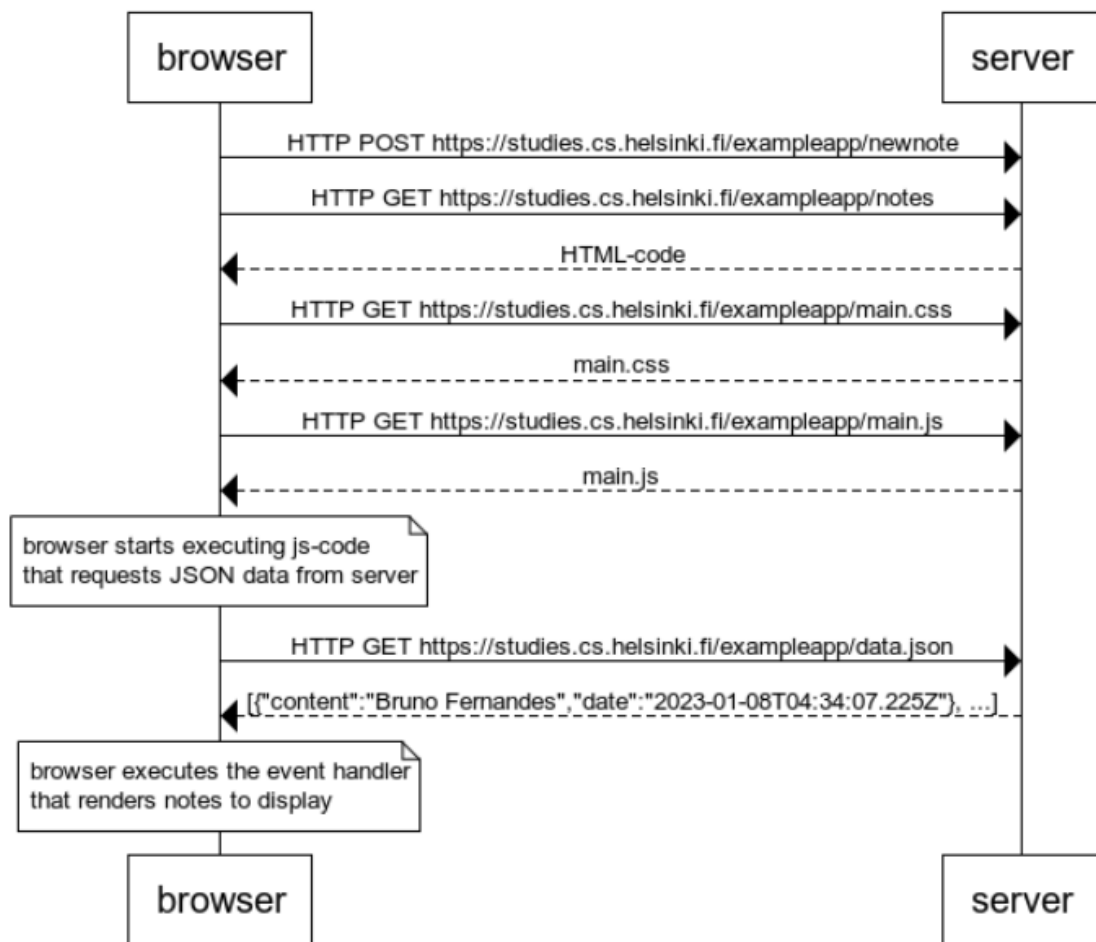 browser
server
HTTP POST https://studies.cs.helsinki.fi/exampleapp/newnote
HTTP GET https://studies.cs.helsinki.fi/exampleapp/notes
HTML-code
HTTP GET https://studies.cs.helsinki.fi/exampleapp/main.css
main.css
HTTP GET https://studies.cs.helsinki.fi/exampleapp/main.js
main.js
browser starts executing js-code
that requests JSON data from server
HTTP GET https://studies.cs.helsinki.fi/exampleapp/data.json
[{"content":"Bruno Fernandes","date":"2023-01-08T04:34:07.225Z"}, ...]
browser executes the event handler
that renders notes to display
browser
server